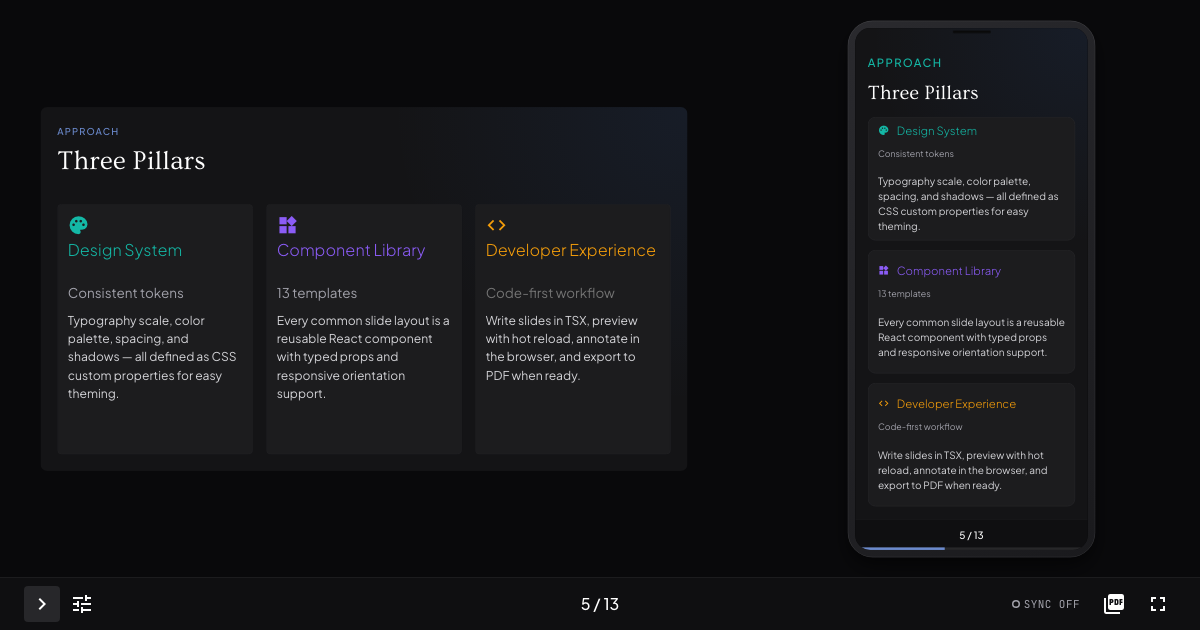 APPROACH
Three Pillars
Design System
Consistent tokens
Typography scale, color
palette, spacing, and
shadows — all defined as CSS
custom properties for easy
theming.
Component Library
13 templates
Every common slide layout is a
reusable React component
with typed props and
responsive orientation
support.
Developer Experience
Code-first workflow
Write slides in TSX, preview
with hot reload, annotate in
the browser, and export to
PDF when ready.
APPROACH
Three Pillars
Design System
Consistent tokens
Typography scale, color palette,
spacing, and shadows — all defined as
CSS custom properties for easy
theming.
Component Library
13 templates
Every common slide layout is a reusable
React component with typed props
and responsive orientation support.
Developer Experience
Code-first workflow
Write slides in TSX, preview with hot
reload, annotate in the browser, and
export to PDF when ready.
5 / 13
5 / 13
SYNC OFF
PDF